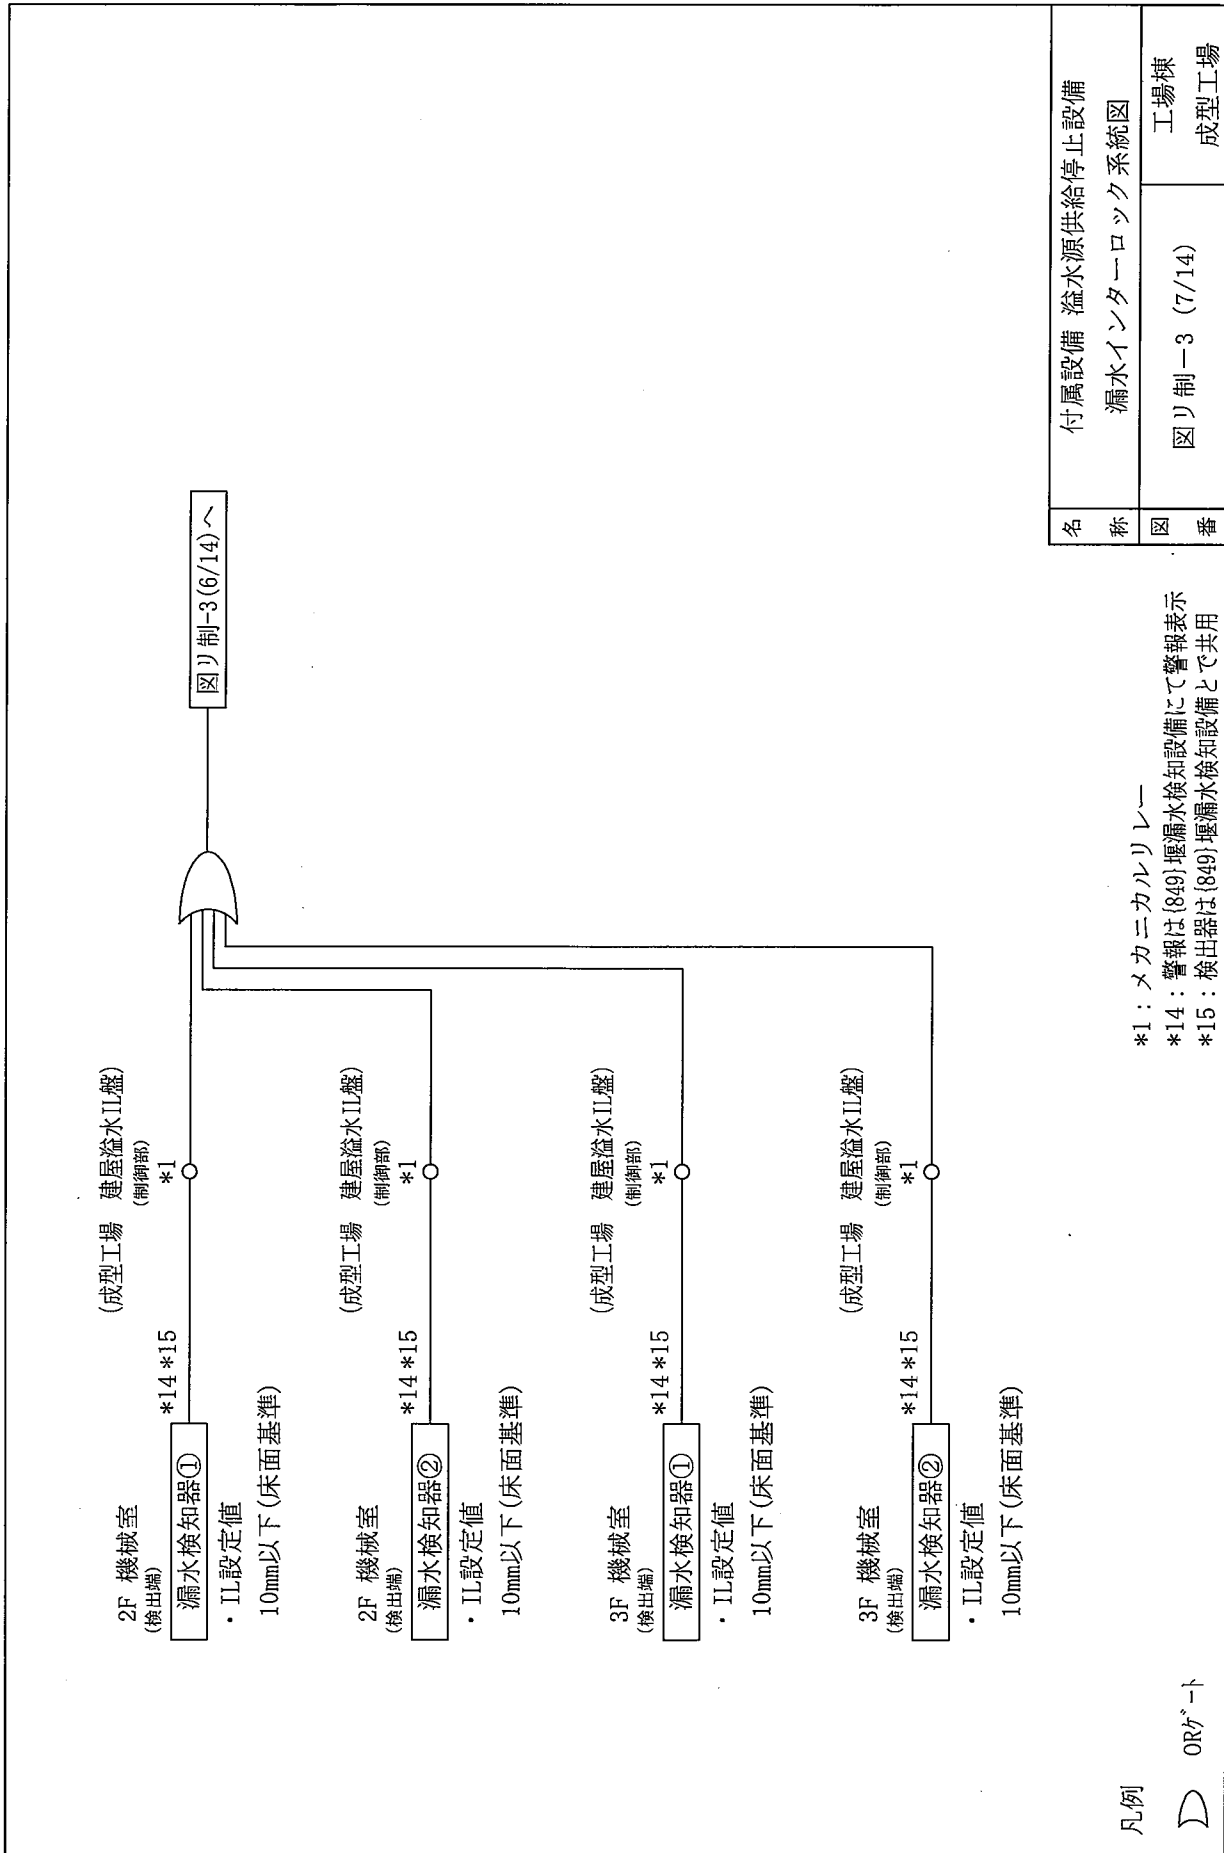 2F 機械室
(検出端)
漏水検知器①
*14 *15
・IL設定値
10mm以下(床面基準)
(成型工場 建屋溢水IL盤)
(制御部)
*1
2F 機械室
(検出端)
漏水検知器②
*14 *15
・IL設定値
10mm以下(床面基準)
(成型工場 建屋溢水IL盤)
(制御部)
*1
3F 機械室
(検出端)
漏水検知器①
*14 *15
・IL設定値
10mm以下(床面基準)
(成型工場 建屋溢水IL盤)
(制御部)
*1
3F 機械室
(検出端)
漏水検知器②
*14 *15
・IL設定値
10mm以下(床面基準)
(成型工場 建屋溢水IL盤)
(制御部)
*1
図リ制-3(6/14)へ
凡例
ORゲート
*1：メカニカルリレー
*14：警報は{849}堰漏水検知設備にて警報表示
*15：検出器は{849}堰漏水検知設備とで共用
名称
付属設備 溢水源供給停止設備
漏水インターロック系統図
図番
図リ制－3 (7/14)
工場棟
成型工場